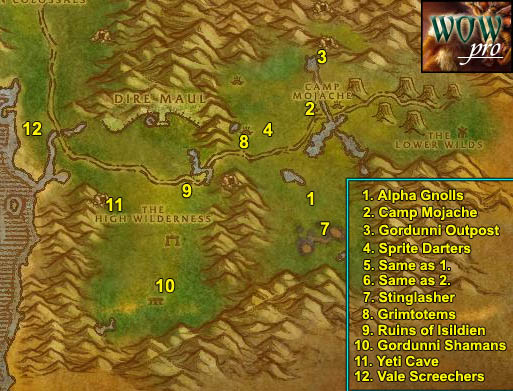 N COLOSSALS
WOW
pro
3
CAMP
MOJACHE
DIRE MAUL
2
12
4
8
THE
LOWER WILDS
9
1
11
THE
HIGH WILDERNESS
7
10
1. Alpha Gnolls
2. Camp Mojache
3. Gordunni Outpost
4. Sprite Darters
5. Same as 1.
6. Same as 2.
7. Stinglasher
8. Grimtotems
9. Ruins of Isildien
10. Gordunni Shamans
11. Yeti Cave
12. Vale Screechers